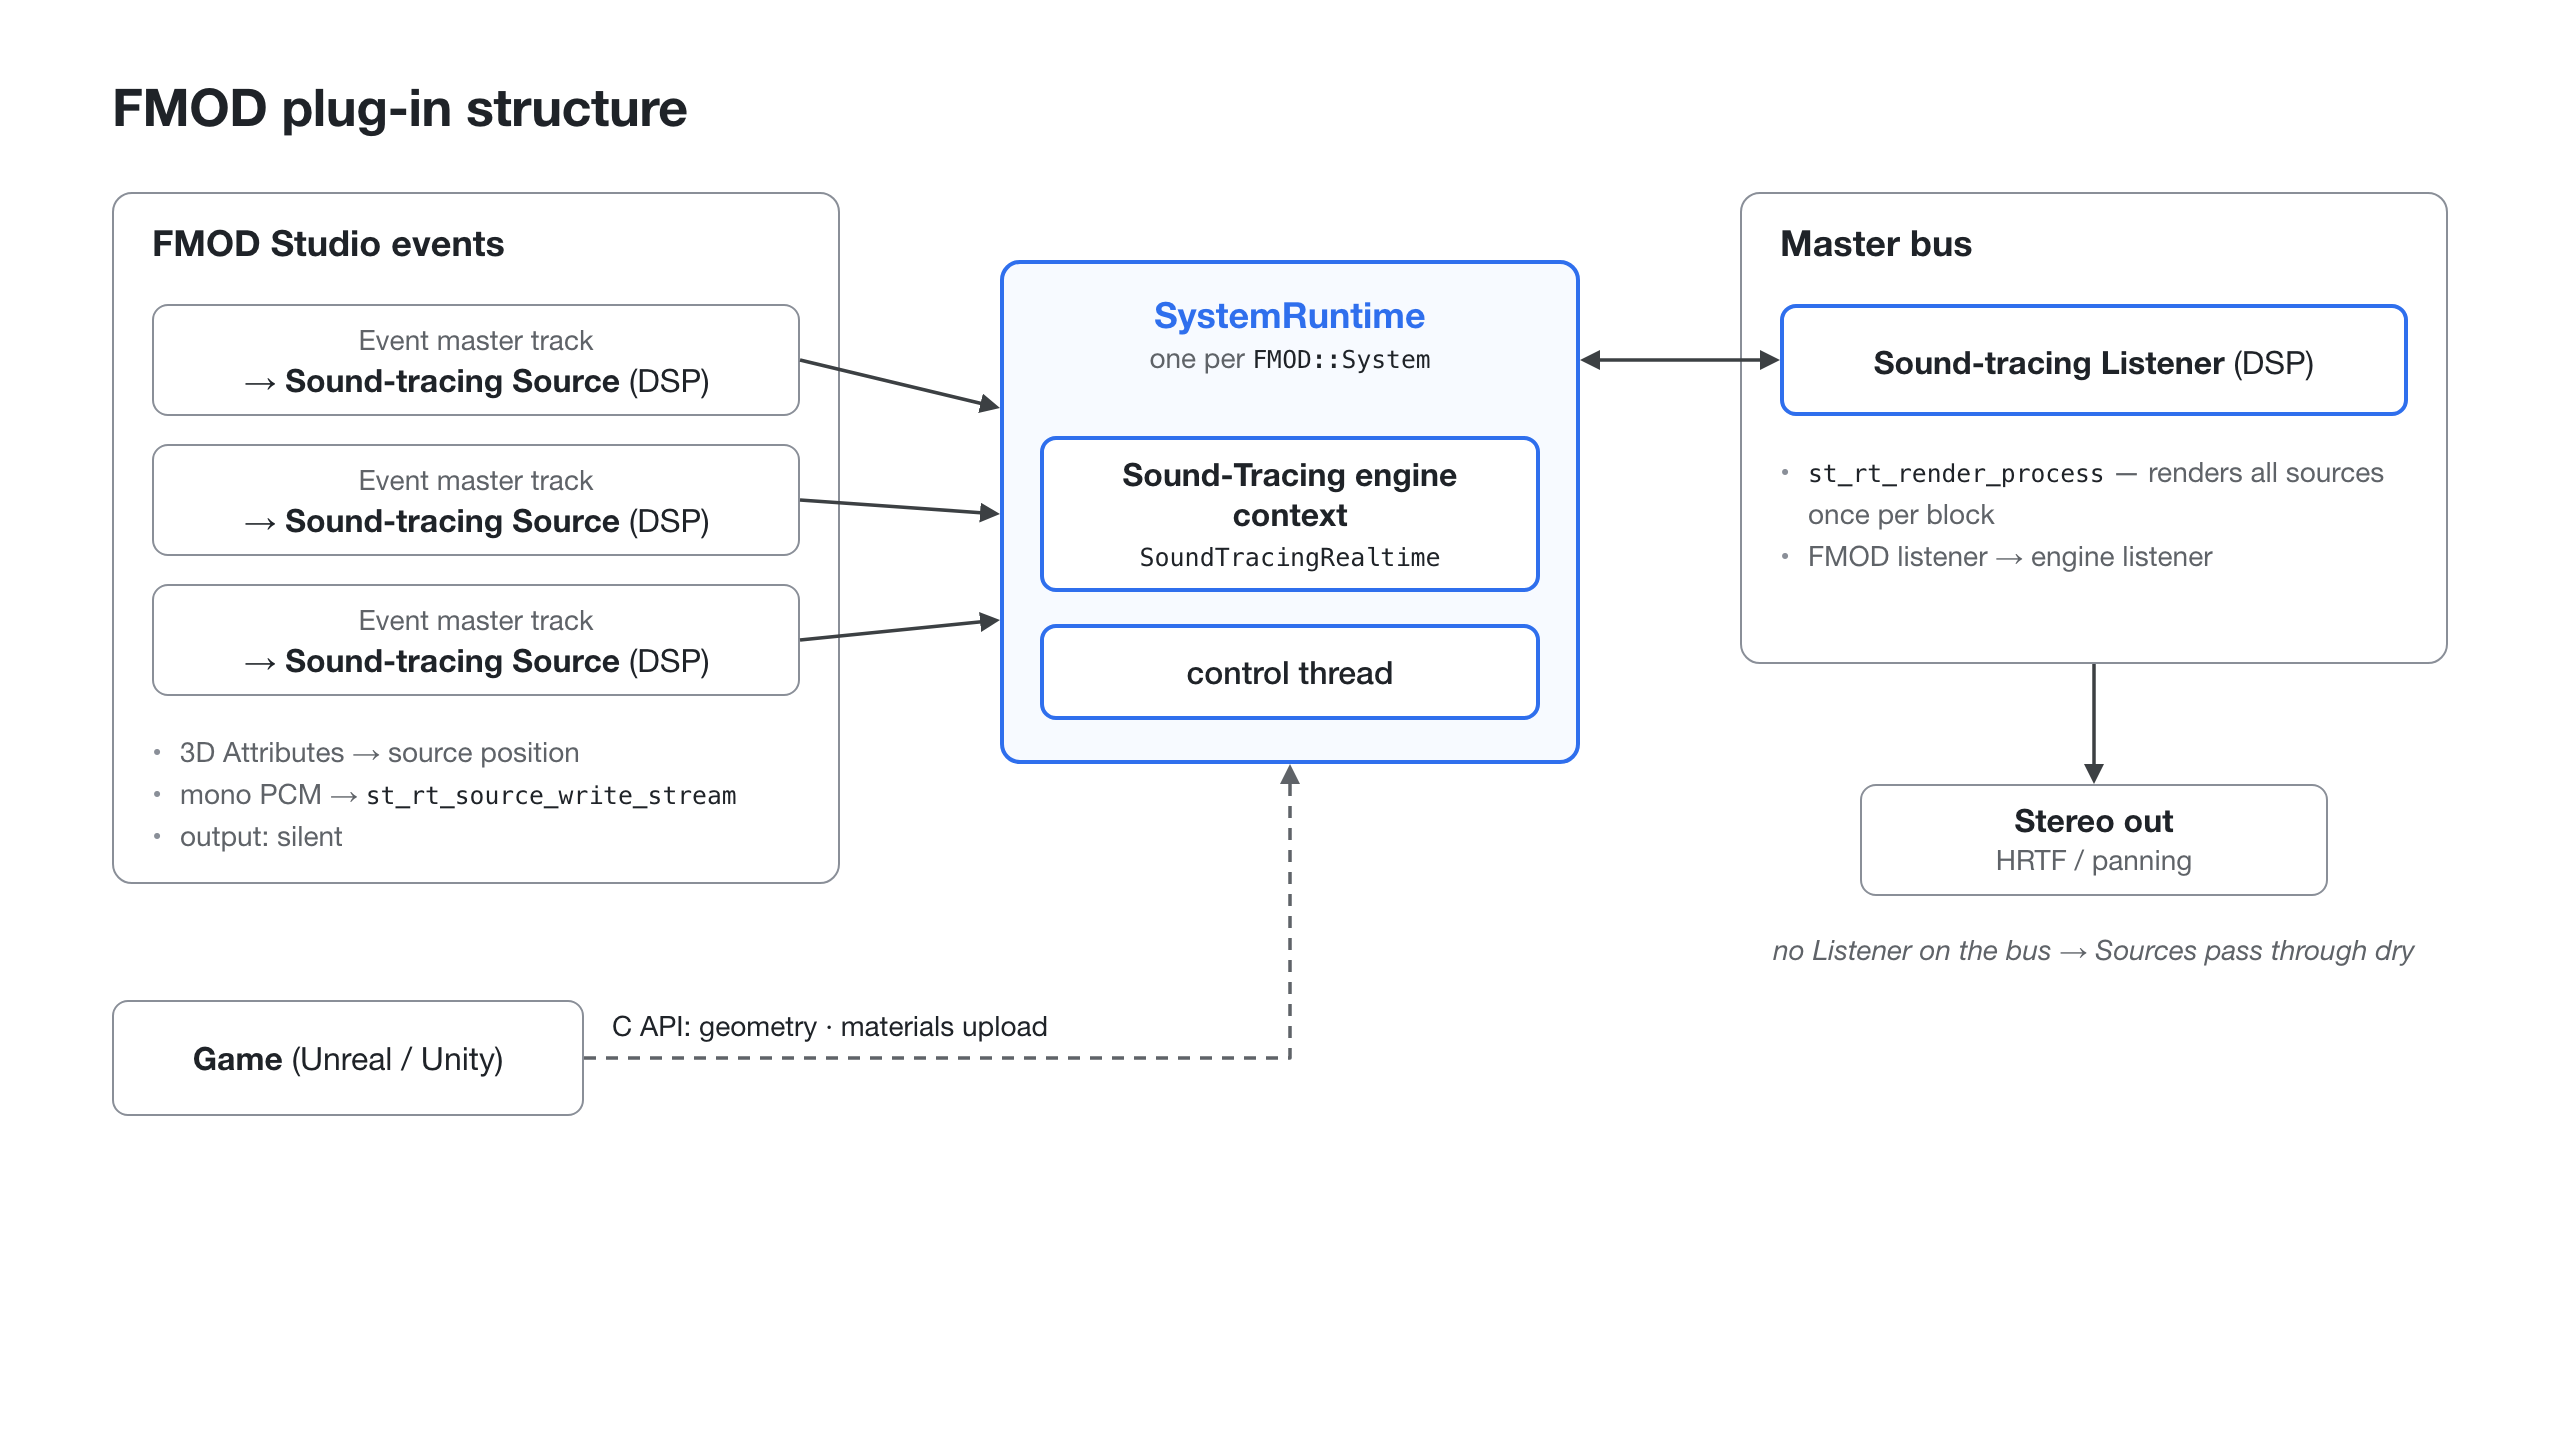 FMOD plug-in structure
FMOD Studio events
Event master track
→ Sound-tracing Source (DSP)
Event master track
→ Sound-tracing Source (DSP)
Event master track
→ Sound-tracing Source (DSP)
• 3D Attributes → source position
• mono PCM → st_rt_source_write_stream
• output: silent
SystemRuntime
one per FMOD::System
Sound-Tracing engine
context
SoundTracingRealtime
control thread
Master bus
Sound-tracing Listener (DSP)
• st_rt_render_process — renders all sources
once per block
• FMOD listener → engine listener
Stereo out
HRTF / panning
no Listener on the bus → Sources pass through dry
Game (Unreal / Unity)
C API: geometry · materials upload